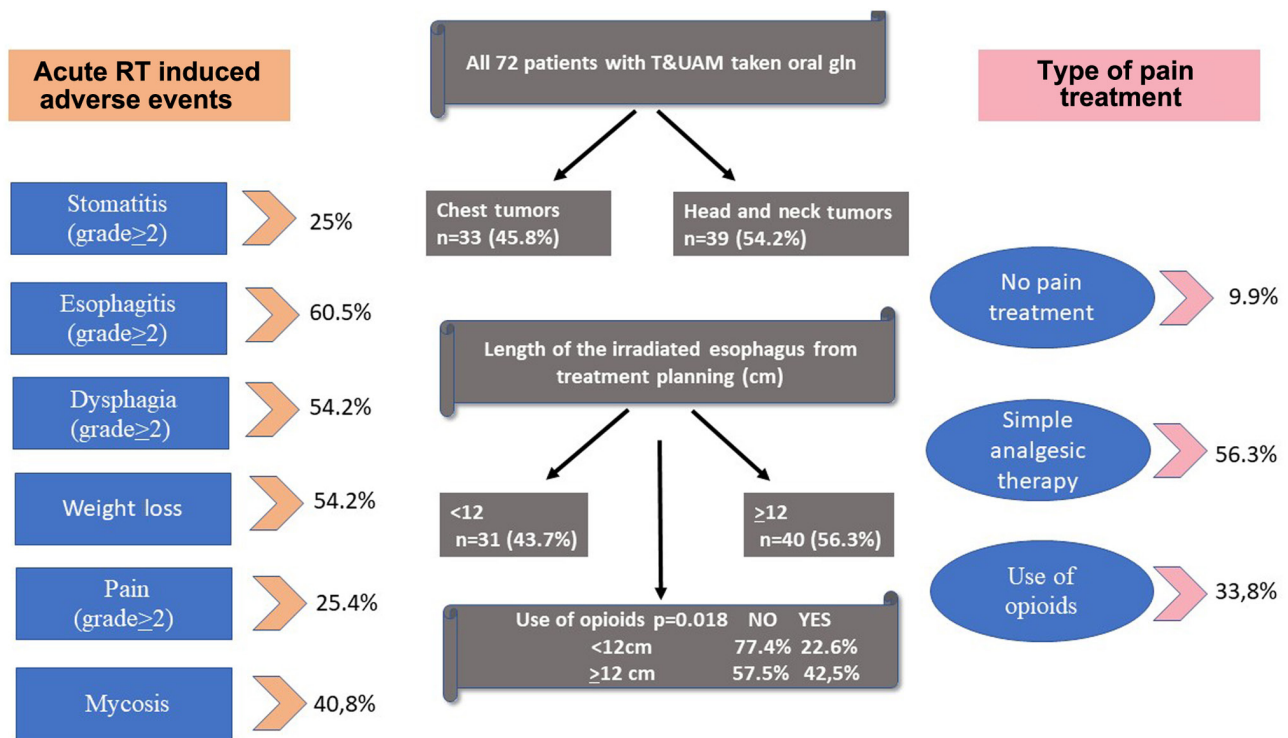 Acute RT induced
adverse events
Stomatitis
(grade≥2)
25%
Esophagitis
(grade≥2)
60.5%
Dysphagia
(grade≥2)
54.2%
Weight loss
54.2%
Pain
(grade≥2)
25.4%
Mycosis
40,8%
All 72 patients with T&UAM taken oral gln
Chest tumors
n=33 (45.8%)
Head and neck tumors
n=39 (54.2%)
Length of the irradiated esophagus from
treatment planning (cm)
<12
n=31 (43.7%)
≥12
n=40 (56.3%)
Use of opioids p=0.018 NO YES
<12cm 77.4% 22.6%
≥12 cm 57.5% 42,5%
Type of pain
treatment
No pain
treatment
9.9%
Simple
analgesic
therapy
56.3%
Use of
opioids
33,8%